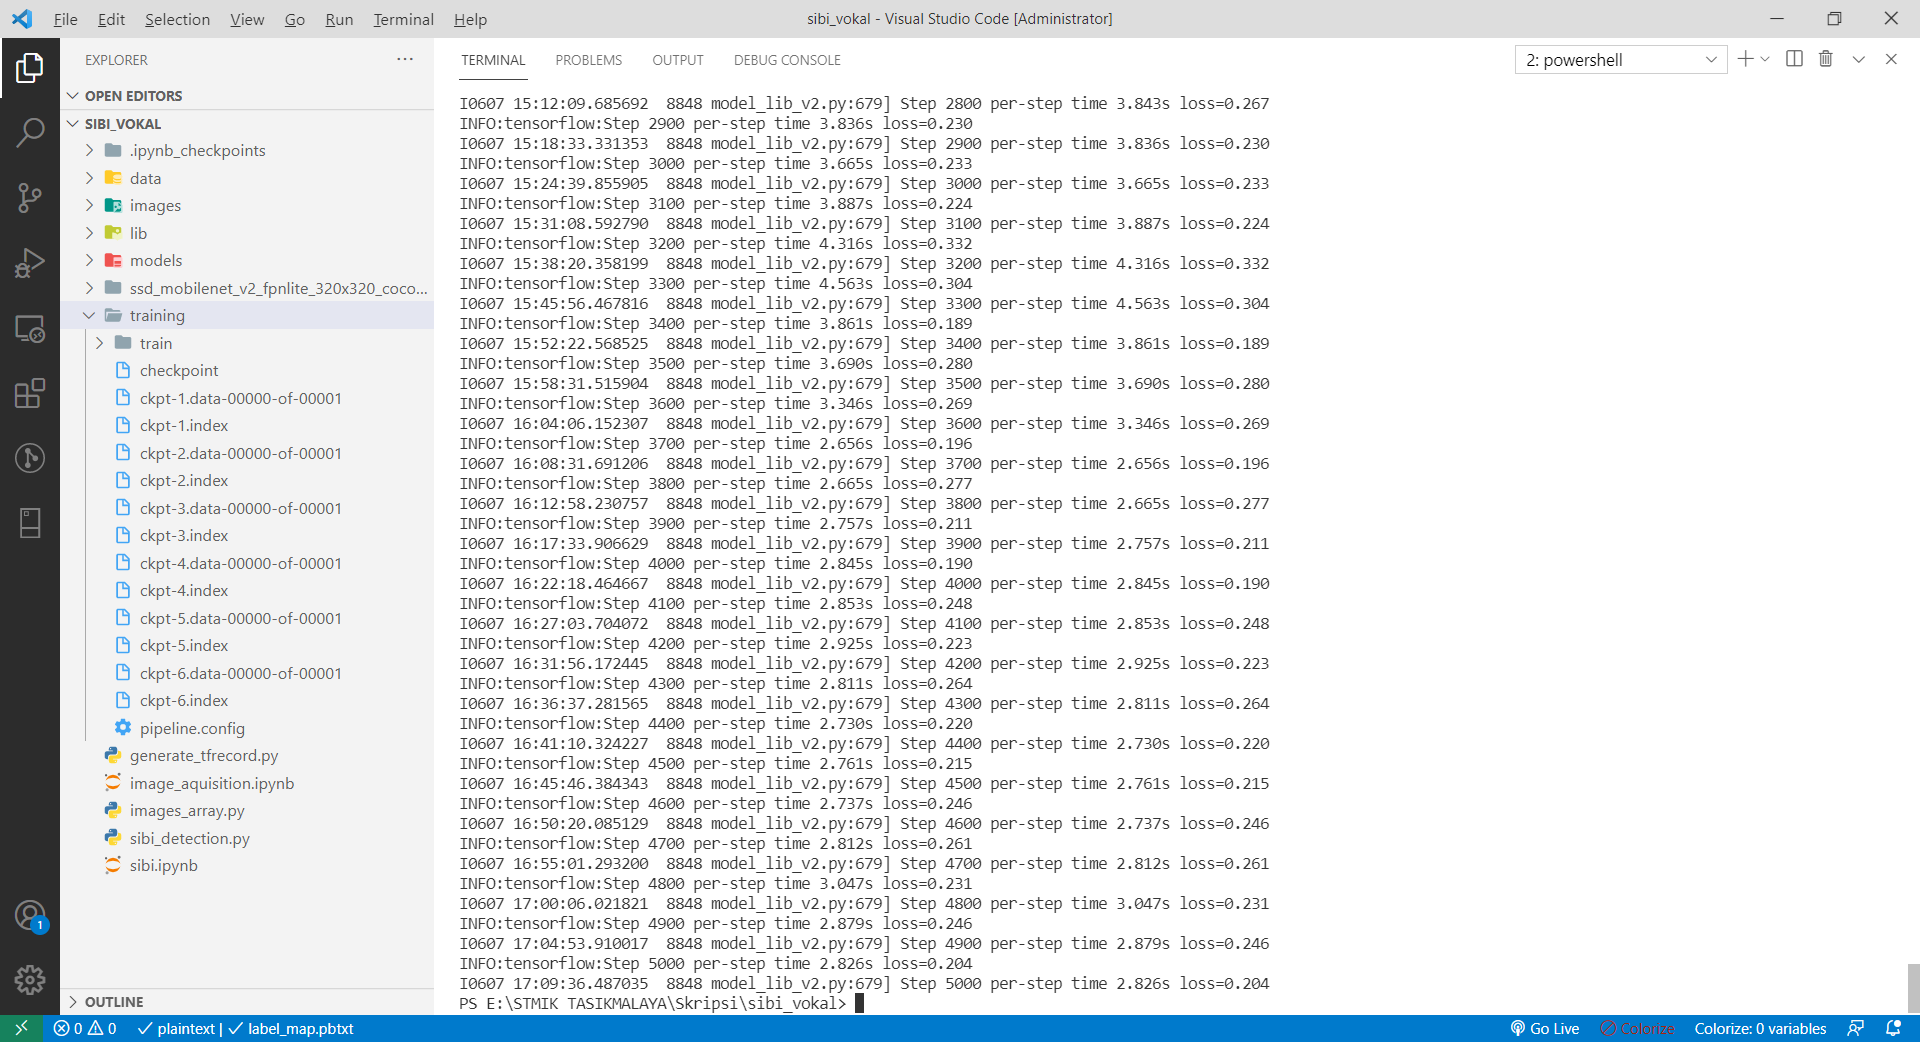 File Edit Selection View Go Run Terminal Help
sibi_vokal - Visual Studio Code [Administrator]
EXPLORER
OPEN EDITORS
SIBI_VOKAL
.ipynb_checkpoints
data
images
lib
models
ssd_mobilenet_v2_fpnlite_320x320_coco...
training
train
checkpoint
ckpt-1.data-00000-of-00001
ckpt-1.index
ckpt-2.data-00000-of-00001
ckpt-2.index
ckpt-3.data-00000-of-00001
ckpt-3.index
ckpt-4.data-00000-of-00001
ckpt-4.index
ckpt-5.data-00000-of-00001
ckpt-5.index
ckpt-6.data-00000-of-00001
ckpt-6.index
pipeline.config
generate_tfrecord.py
image_aquisition.ipynb
images_array.py
sibi_detection.py
sibi.ipynb
OUTLINE
1
TERMINAL PROBLEMS OUTPUT DEBUG CONSOLE
2: powershell
I0607 15:12:09.685692  8848 model_lib_v2.py:679] Step 2800 per-step time 3.843s loss=0.267
INFO:tensorflow:Step 2900 per-step time 3.836s loss=0.230
I0607 15:18:33.331353  8848 model_lib_v2.py:679] Step 2900 per-step time 3.836s loss=0.230
INFO:tensorflow:Step 3000 per-step time 3.665s loss=0.233
I0607 15:24:39.855905  8848 model_lib_v2.py:679] Step 3000 per-step time 3.665s loss=0.233
INFO:tensorflow:Step 3100 per-step time 3.887s loss=0.224
I0607 15:31:08.592790  8848 model_lib_v2.py:679] Step 3100 per-step time 3.887s loss=0.224
INFO:tensorflow:Step 3200 per-step time 4.316s loss=0.332
I0607 15:38:20.358199  8848 model_lib_v2.py:679] Step 3200 per-step time 4.316s loss=0.332
INFO:tensorflow:Step 3300 per-step time 4.563s loss=0.304
I0607 15:45:56.467816  8848 model_lib_v2.py:679] Step 3300 per-step time 4.563s loss=0.304
INFO:tensorflow:Step 3400 per-step time 3.861s loss=0.189
I0607 15:52:22.568525  8848 model_lib_v2.py:679] Step 3400 per-step time 3.861s loss=0.189
INFO:tensorflow:Step 3500 per-step time 3.690s loss=0.280
I0607 15:58:31.515904  8848 model_lib_v2.py:679] Step 3500 per-step time 3.690s loss=0.280
INFO:tensorflow:Step 3600 per-step time 3.346s loss=0.269
I0607 16:04:06.152307  8848 model_lib_v2.py:679] Step 3600 per-step time 3.346s loss=0.269
INFO:tensorflow:Step 3700 per-step time 2.656s loss=0.196
I0607 16:08:31.691206  8848 model_lib_v2.py:679] Step 3700 per-step time 2.656s loss=0.196
INFO:tensorflow:Step 3800 per-step time 2.665s loss=0.277
I0607 16:12:58.230757  8848 model_lib_v2.py:679] Step 3800 per-step time 2.665s loss=0.277
INFO:tensorflow:Step 3900 per-step time 2.757s loss=0.211
I0607 16:17:33.906629  8848 model_lib_v2.py:679] Step 3900 per-step time 2.757s loss=0.211
INFO:tensorflow:Step 4000 per-step time 2.845s loss=0.190
I0607 16:22:18.464667  8848 model_lib_v2.py:679] Step 4000 per-step time 2.845s loss=0.190
INFO:tensorflow:Step 4100 per-step time 2.853s loss=0.248
I0607 16:27:03.704072  8848 model_lib_v2.py:679] Step 4100 per-step time 2.853s loss=0.248
INFO:tensorflow:Step 4200 per-step time 2.925s loss=0.223
I0607 16:31:56.172445  8848 model_lib_v2.py:679] Step 4200 per-step time 2.925s loss=0.223
INFO:tensorflow:Step 4300 per-step time 2.811s loss=0.264
I0607 16:36:37.281565  8848 model_lib_v2.py:679] Step 4300 per-step time 2.811s loss=0.264
INFO:tensorflow:Step 4400 per-step time 2.730s loss=0.220
I0607 16:41:10.324227  8848 model_lib_v2.py:679] Step 4400 per-step time 2.730s loss=0.220
INFO:tensorflow:Step 4500 per-step time 2.761s loss=0.215
I0607 16:45:46.384343  8848 model_lib_v2.py:679] Step 4500 per-step time 2.761s loss=0.215
INFO:tensorflow:Step 4600 per-step time 2.737s loss=0.246
I0607 16:50:20.085129  8848 model_lib_v2.py:679] Step 4600 per-step time 2.737s loss=0.246
INFO:tensorflow:Step 4700 per-step time 2.812s loss=0.261
I0607 16:55:01.293200  8848 model_lib_v2.py:679] Step 4700 per-step time 2.812s loss=0.261
INFO:tensorflow:Step 4800 per-step time 3.047s loss=0.231
I0607 17:00:06.021821  8848 model_lib_v2.py:679] Step 4800 per-step time 3.047s loss=0.231
INFO:tensorflow:Step 4900 per-step time 2.879s loss=0.246
I0607 17:04:53.910017  8848 model_lib_v2.py:679] Step 4900 per-step time 2.879s loss=0.246
INFO:tensorflow:Step 5000 per-step time 2.826s loss=0.204
I0607 17:09:36.487035  8848 model_lib_v2.py:679] Step 5000 per-step time 2.826s loss=0.204
PS E:\STMIK TASIKMALAYA\Skripsi\sibi_vokal>
0 0 plaintext | label_map.pbtxt
Go Live Colorize Colorize: 0 variables